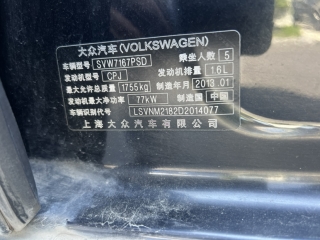 大众汽车(VOLKSWAGEN)
车辆型号 SVW7167PSD 乘坐人数 5
发动机型号 CPJ 发动机排量 1.6L
最大允许总质量 1755kg 制造年月 2013.01
发动机最大净功率 77kW 制造国 中国
车辆识别代号 LSVNM2182D2014077
上海大众汽车有限公司